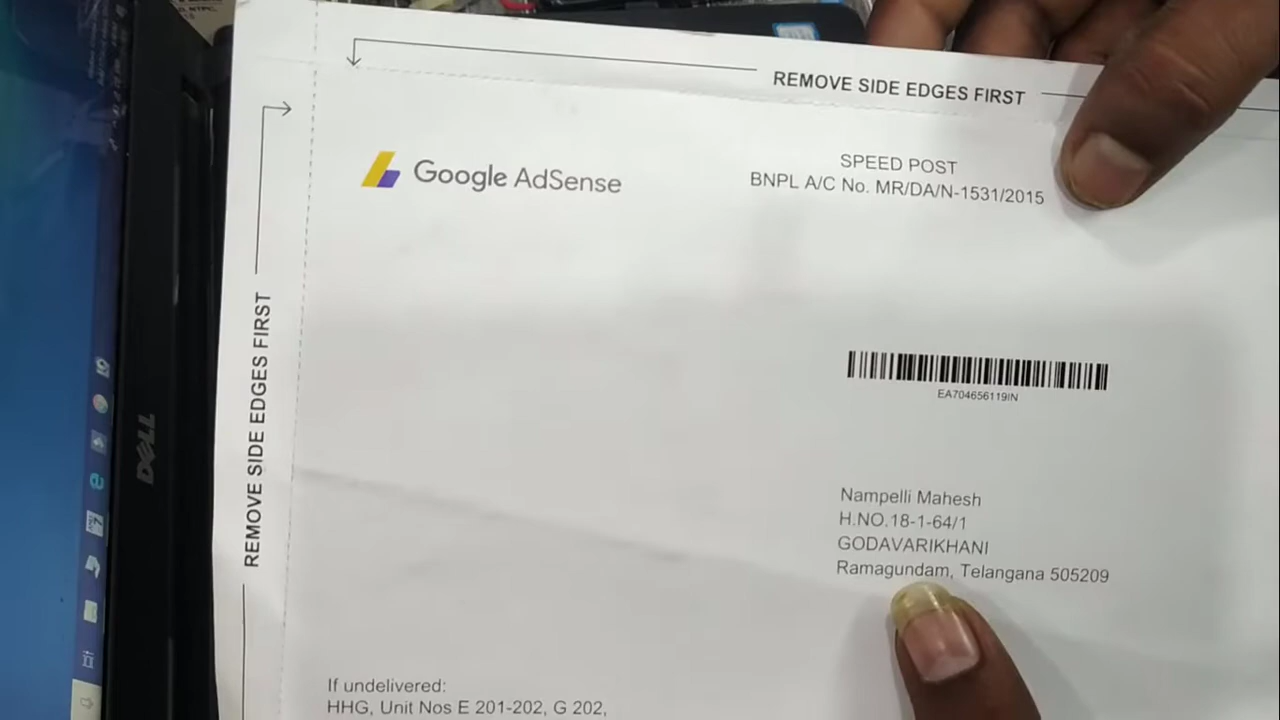 REMOVE SIDE EDGES FIRST
Google AdSense
SPEED POST
BNPL A/C No. MR/DA/N-1531/2015
REMOVE SIDE EDGES FIRST
EA704656119IN
Nampelli Mahesh
H.NO.18-1-64/1
GODAVARIKHANI
Ramagundam, Telangana 505209
DELL
If undelivered:
HHG, Unit Nos E 201-202, G 202,